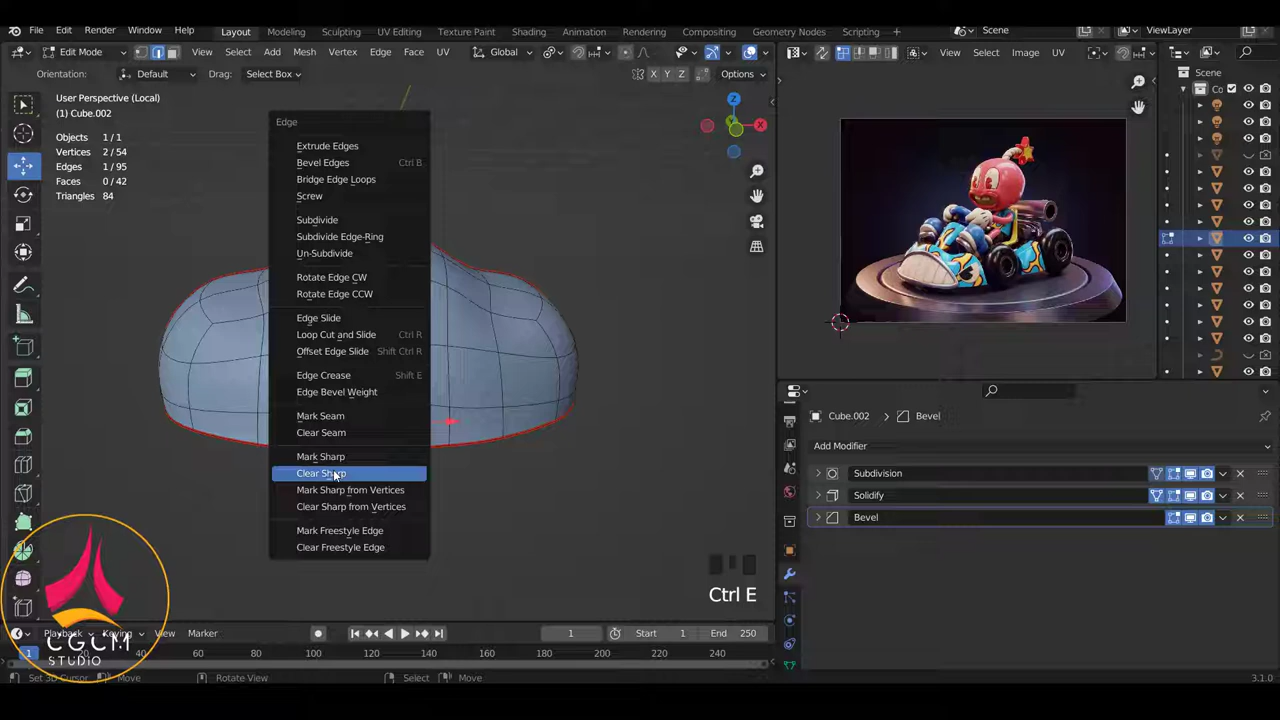 File Edit Render Window Help Layout Modeling Sculpting UV Editing Texture Paint Shading Animation Rendering Compositing Geometry Nodes Scene ViewLayer
Edit Mode View Select Add Mesh Vertex Edge Face UV Global View Select Image UV
Orientation: Default Drag: Select Box X Y Z Options
User Perspective (Local)
(1) Cube.002
Objects 1 / 1
Vertices 2 / 54
Edges 1 / 95
Faces 0 / 42
Triangles 84
Edge
Extrude Edges
Bevel Edges Ctrl B
Bridge Edge Loops
Screw
Subdivide
Subdivide Edge-Ring
Un-Subdivide
Rotate Edge CW
Rotate Edge CCW
Edge Slide
Loop Cut and Slide Ctrl R
Offset Edge Slide Shift Ctrl R
Edge Crease Shift E
Edge Bevel Weight
Mark Seam
Clear Seam
Mark Sharp
Clear Sharp
Mark Sharp from Vertices
Clear Sharp from Vertices
Mark Freestyle Edge
Clear Freestyle Edge
Z
X
Scene
Co
Cube.002 Bevel
Add Modifier
Subdivision
Solidify
Bevel
Ctrl E
Playback Keying View Marker 1 Start 1 End 250
1 40 60 80 100 120 140 160 180 200 220 240
CGCM
STUDIO
Set 3D Cursor Move Rotate View Select Move 3.1.0